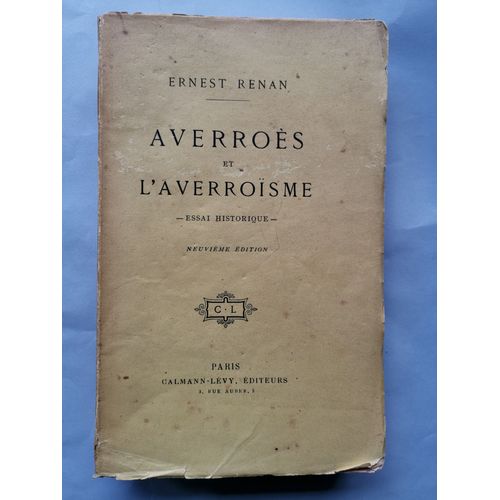 ERNEST RENAN
AVERROÈS
ET
L'AVERROÏSME
— ESSAI HISTORIQUE —
NEUVIÈME ÉDITION
C · L
PARIS
CALMANN-LÉVY, ÉDITEURS
3, RUE AUBER, 3